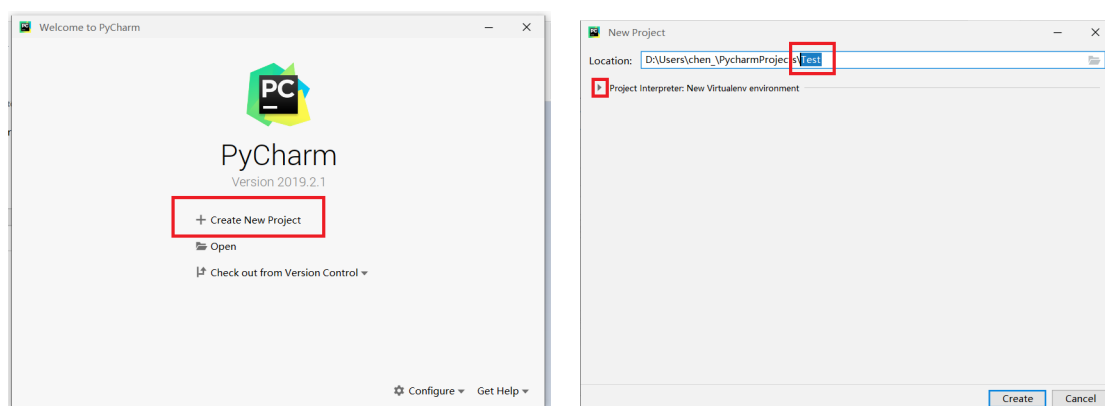 Welcome to PyCharm
PC
PyCharm
Version 2019.2.1
Create New Project
Open
Check out from Version Control
Configure
Get Help
New Project
Location: D:\Users\chen_\PycharmProjects\Test
Project Interpreter: New Virtualenv environment
Create
Cancel